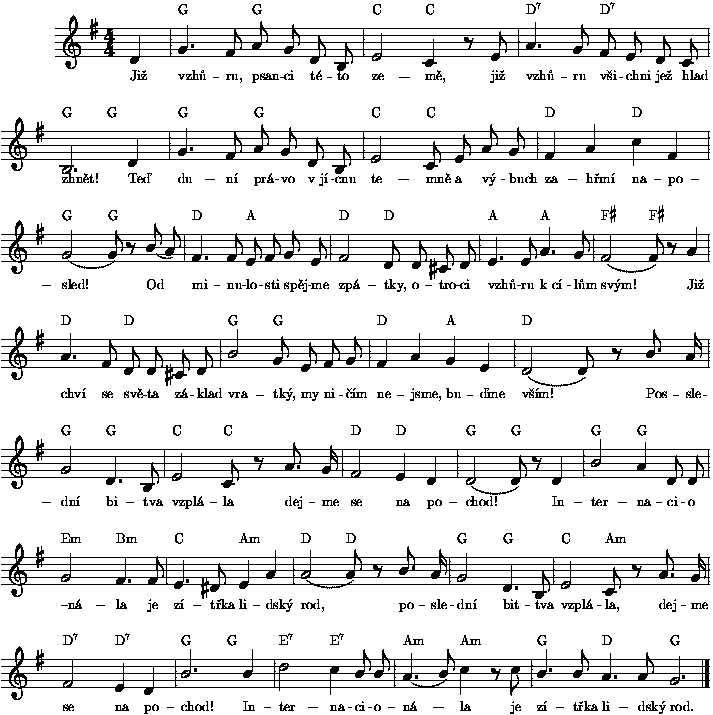 G G C C D⁷ D⁷
Již vzhů – ru, psan–ci té–to ze – mě, již vzhů–ru vši–chni jež hlad
G G G G C C D D
zhnět! Teď du – ní prá–vo v jí–cnu te – mně a vý–buch za–hřmí na–po–
G G D A D D A A F♯ F♯
– sled! Od mi – nu–lo–sti spěj–me zpá–tky, o–tro–ci vzhů–ru k cí–lům svým! Již
D D G G D A D
chví se svě–ta zá–klad vra–tký, my ni–čím ne–jsme, bu–ďme vším! Pos–sle–
G G C C D D G G G G
– dní bi–tva vzplá–la dej–me se na po – chod! In–ter–na–ci–o
Em Bm C Am D D G G C Am
–ná – la je zí–třka li–dský rod, po–sle–dní bit–tva vzplá–la, dej–me
D⁷ D⁷ G G E⁷ E⁷ Am Am G D G
se na po–chod! In–ter – na–ci–o–ná – la je zí–třka li–dský rod.